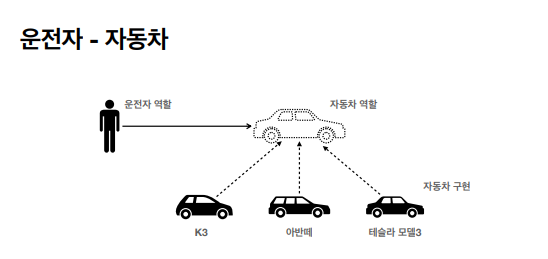 운전자 - 자동차
운전자 역할
자동차 역할
자동차 구현
K3
아반떼
테슬라 모델3